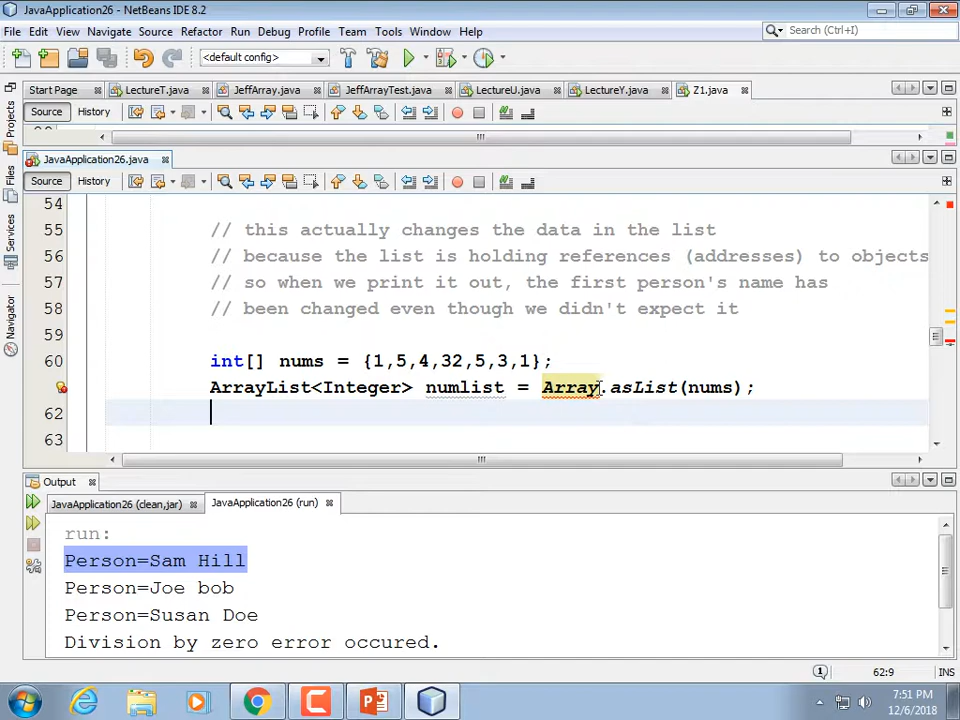 JavaApplication26 - NetBeans IDE 8.2
File Edit View Navigate Source Refactor Run Debug Profile Team Tools Window Help
Search (Ctrl+I)
<default config>
Start Page LectureT.java JeffArray.java JeffArrayTest.java LectureU.java LectureY.java Z1.java
Source History
JavaApplication26.java
Source History
Projects
Files
Services
Navigator
54
55 // this actually changes the data in the list
56 // because the list is holding references (addresses) to objects
57 // so when we print it out, the first person's name has
58 // been changed even though we didn't expect it
59
60 int[] nums = {1,5,4,32,5,3,1};
ArrayList<Integer> numlist = Array.asList(nums);
62
63
Output
JavaApplication26 (clean,jar) JavaApplication26 (run)
run:
Person=Sam Hill
Person=Joe bob
Person=Susan Doe
Division by zero error occured.
1 62:9 INS
7:51 PM
12/6/2018